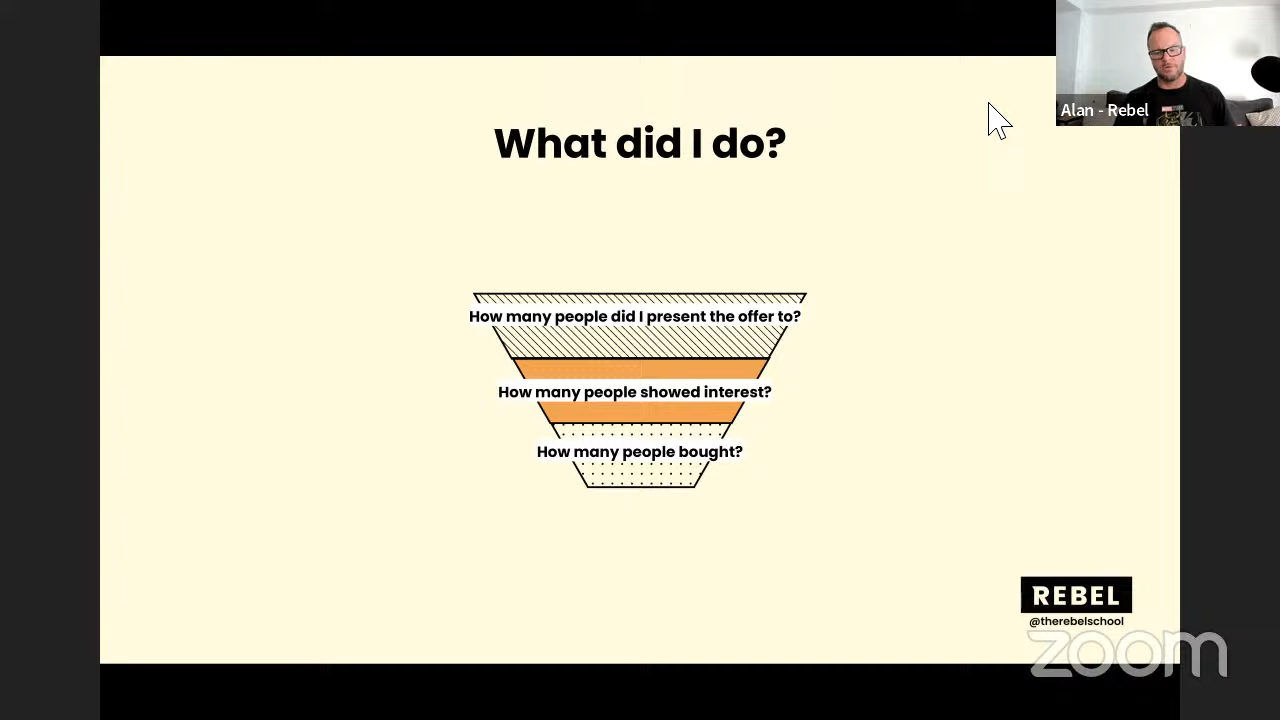 Alan - Rebel
What did I do?
How many people did I present the offer to?
How many people showed interest?
How many people bought?
REBEL
@therebelschool
zoom